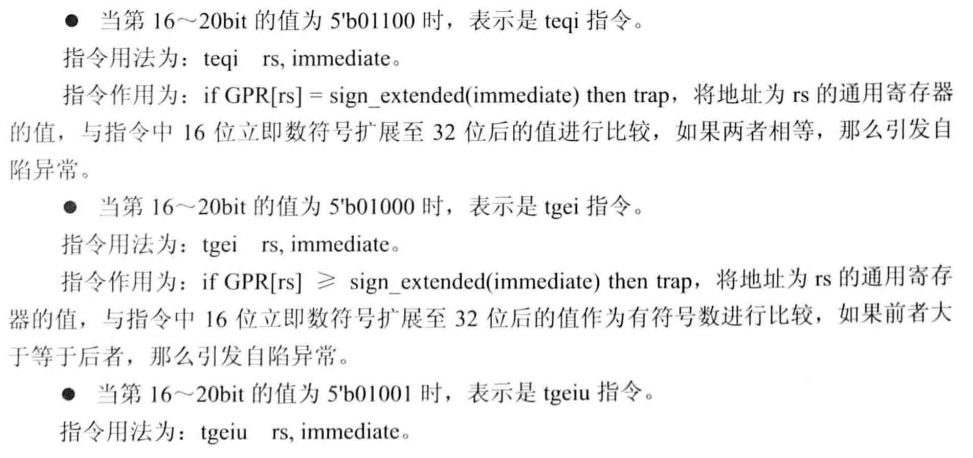 ● 当第 16～20bit 的值为 5'b01100 时，表示是 teqi 指令。
指令用法为：teqi rs, immediate。
指令作用为：if GPR[rs] = sign_extended(immediate) then trap，将地址为 rs 的通用寄存器
的值，与指令中 16 位立即数符号扩展至 32 位后的值进行比较，如果两者相等，那么引发自
陷异常。
● 当第 16～20bit 的值为 5'b01000 时，表示是 tgei 指令。
指令用法为：tgei rs, immediate。
指令作用为：if GPR[rs] ≥ sign_extended(immediate) then trap，将地址为 rs 的通用寄存
器的值，与指令中 16 位立即数符号扩展至 32 位后的值作为有符号数进行比较，如果前者大
于等于后者，那么引发自陷异常。
● 当第 16～20bit 的值为 5'b01001 时，表示是 tgeiu 指令。
指令用法为：tgeiu rs, immediate。